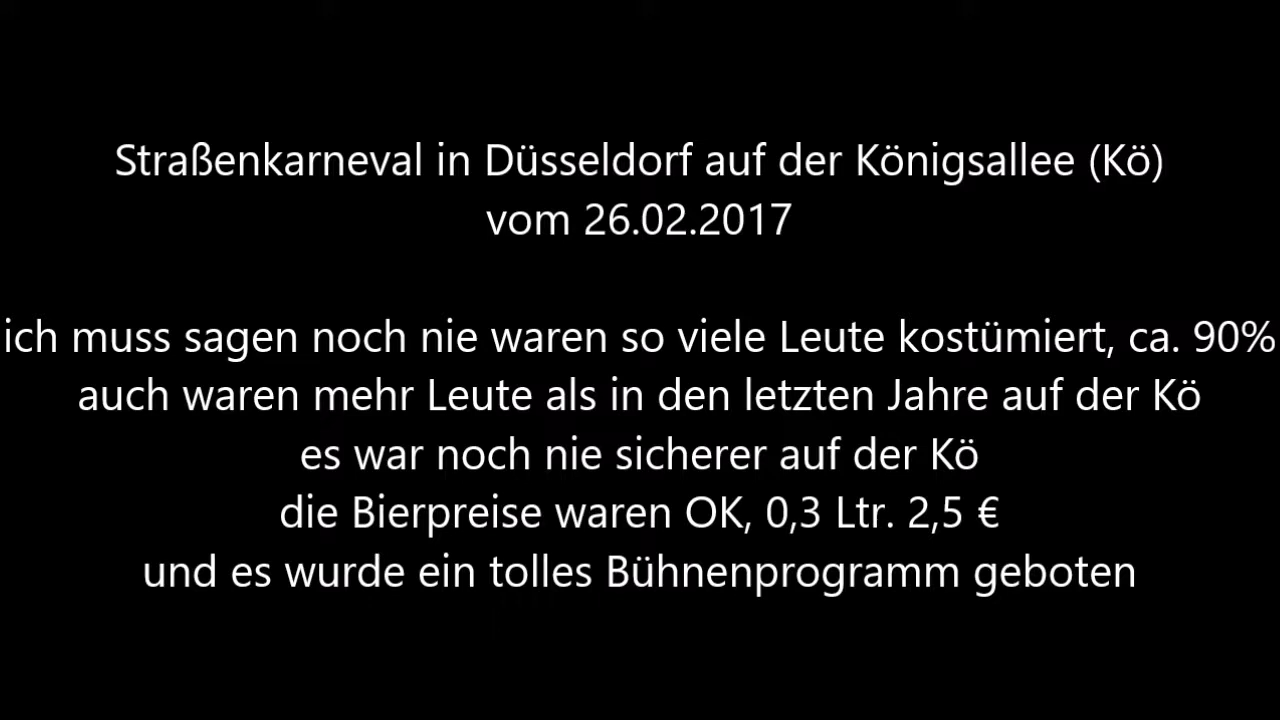 Straßenkarneval in Düsseldorf auf der Königsallee (Kö)
vom 26.02.2017
ich muss sagen noch nie waren so viele Leute kostümiert, ca. 90%
auch waren mehr Leute als in den letzten Jahre auf der Kö
es war noch nie sicherer auf der Kö
die Bierpreise waren OK, 0,3 Ltr. 2,5 €
und es wurde ein tolles Bühnenprogramm geboten